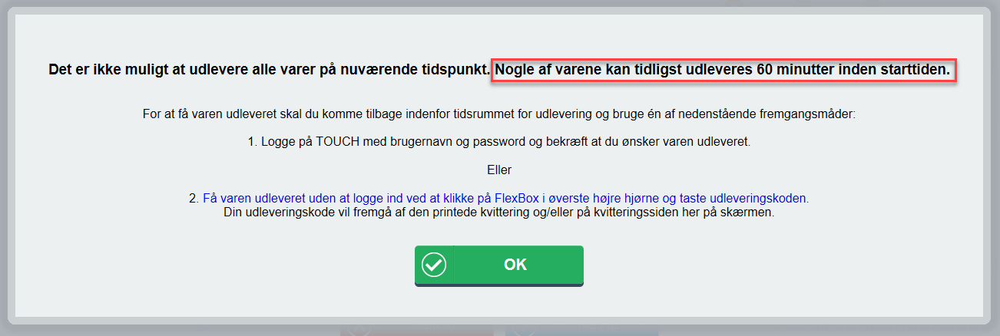 Det er ikke muligt at udlevere alle varer på nuværende tidspunkt. Nogle af varene kan tidligst udleveres 60 minutter inden starttiden.
For at få varen udleveret skal du komme tilbage indenfor tidsrummet for udlevering og bruge én af nedenstående fremgangsmåder:
1. Logge på TOUCH med brugernavn og password og bekræft at du ønsker varen udleveret.
Eller
2. Få varen udleveret uden at logge ind ved at klikke på FlexBox i øverste højre hjørne og taste udleveringskoden.
Din udleveringskode vil fremgå af den printede kvittering og/eller på kvitteringssiden her på skærmen.
OK